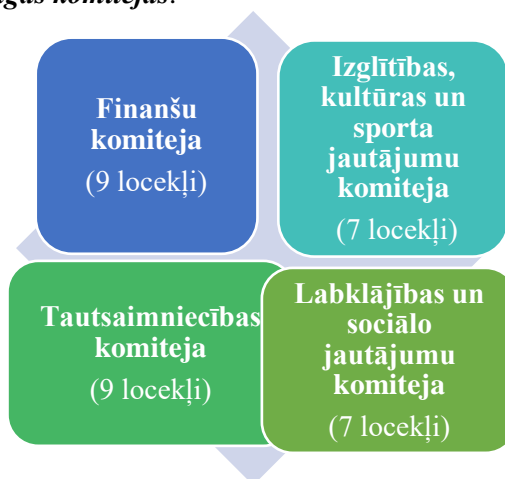 komitejas:
Finanšu
komiteja
(9 locekļi)
Izglītības,
kultūras un
sporta
jautājumu
komiteja
(7 locekļi)
Tautsaimniecības
komiteja
(9 locekļi)
Labklājības un
sociālo
jautājumu
komiteja
(7 locekļi)